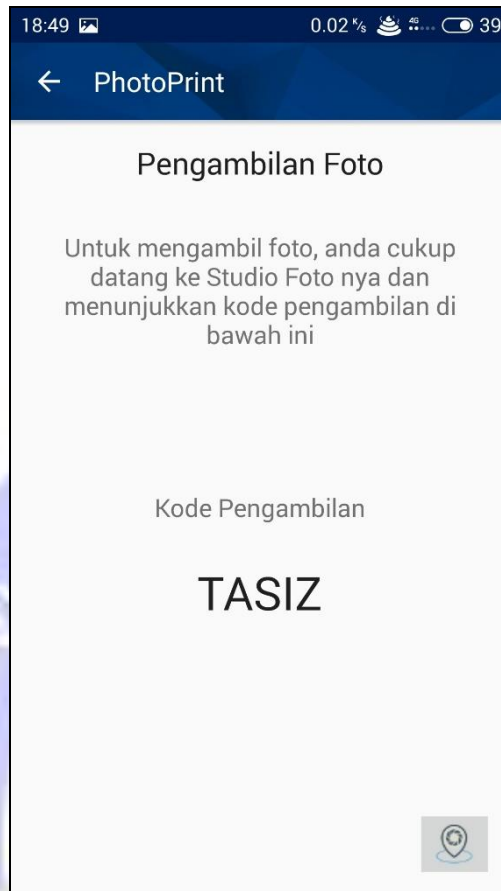 18:49 0.02 K/s 4G 39
PhotoPrint
Pengambilan Foto
Untuk mengambil foto, anda cukup
datang ke Studio Foto nya dan
menunjukkan kode pengambilan di
bawah ini
Kode Pengambilan
TASIZ